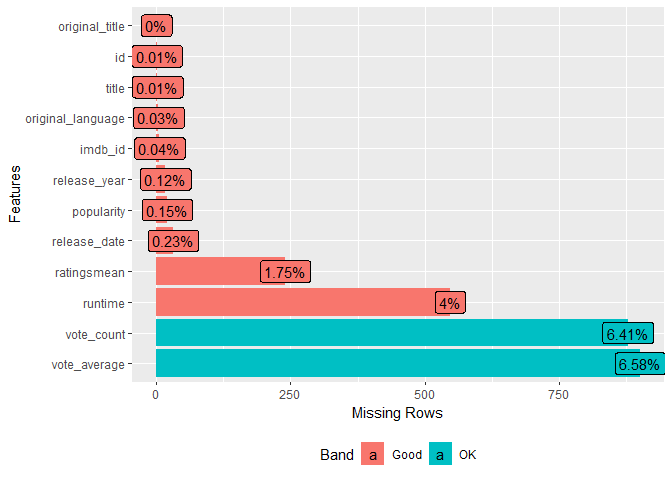 original_title 0%
id 0.01%
title 0.01%
original_language 0.03%
imdb_id 0.04%
release_year 0.12%
popularity 0.15%
release_date 0.23%
ratingsmean 1.75%
runtime 4%
vote_count 6.41%
vote_average 6.58%
Features
0 250 500 750
Missing Rows
Band a Good a OK